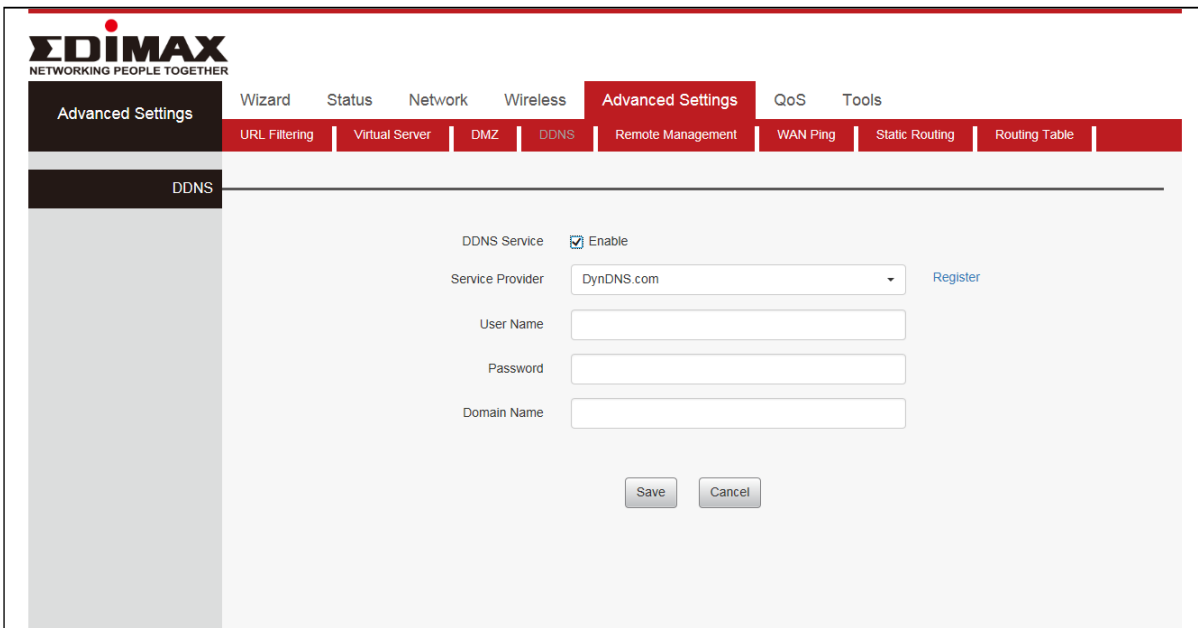 EDIMAX
NETWORKING PEOPLE TOGETHER
Advanced Settings
Wizard Status Network Wireless Advanced Settings QoS Tools
URL Filtering Virtual Server DMZ DDNS Remote Management WAN Ping Static Routing Routing Table
DDNS
DDNS Service Enable
Service Provider DynDNS.com Register
User Name
Password
Domain Name
Save Cancel